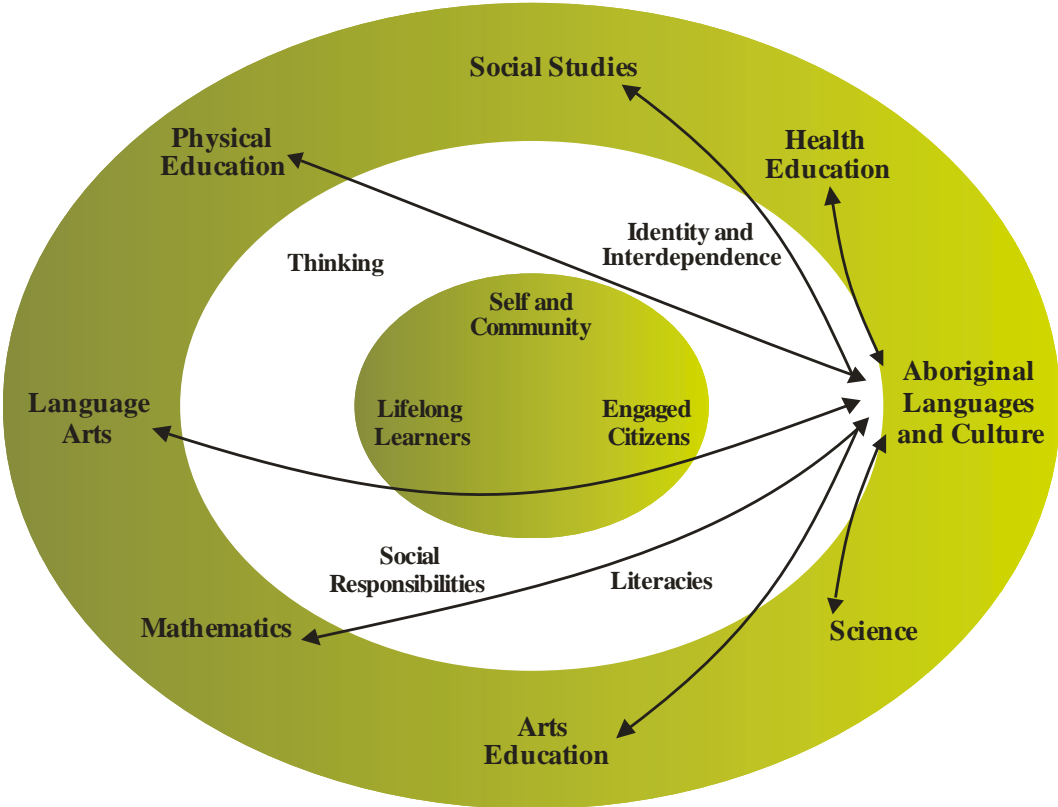 Social Studies
Physical
Education
Health
Education
Identity and
Interdependence
Thinking
Self and
Community
Aboriginal
Languages
and Culture
Language
Arts
Lifelong
Learners
Engaged
Citizens
Social
Responsibilities
Literacies
Mathematics
Science
Arts
Education